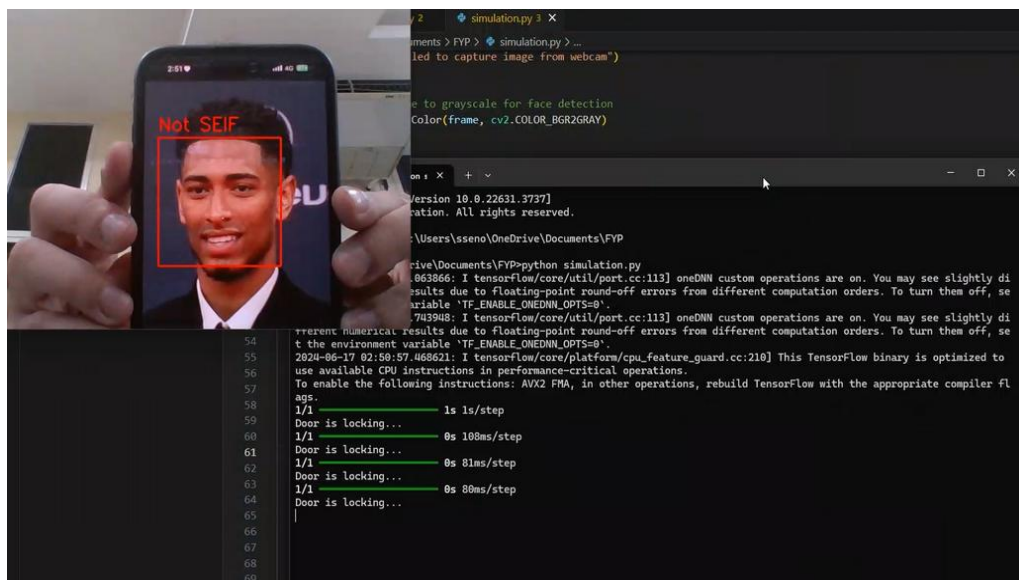 y 2 simulation.py 3 ×
uments > FYP > simulation.py > ...
led to capture image from webcam")
e to grayscale for face detection
Color(frame, cv2.COLOR_BGR2GRAY)
2:51 4G
Not SEIF
eu
on: × +
Version 10.0.22631.3737]
ration. All rights reserved.
:\Users\sseno\OneDrive\Documents\FYP
rive\Documents\FYP>python simulation.py
.063866: I tensorflow/core/util/port.cc:113] oneDNN custom operations are on. You may see slightly di
esults due to floating-point round-off errors from different computation orders. To turn them off, se
ariable `TF_ENABLE_ONEDNN_OPTS=0`.
.743948: I tensorflow/core/util/port.cc:113] oneDNN custom operations are on. You may see slightly di
fferent numerical results due to floating-point round-off errors from different computation orders. To turn them off, se
t the environment variable `TF_ENABLE_ONEDNN_OPTS=0`.
2024-06-17 02:50:57.468621: I tensorflow/core/platform/cpu_feature_guard.cc:210] This TensorFlow binary is optimized to
use available CPU instructions in performance-critical operations.
To enable the following instructions: AVX2 FMA, in other operations, rebuild TensorFlow with the appropriate compiler fl
ags.
1/1 1s 1s/step
Door is locking...
1/1 0s 108ms/step
Door is locking...
1/1 0s 81ms/step
Door is locking...
1/1 0s 80ms/step
Door is locking...
54
55
56
57
58
59
60
61
62
63
64
65
66
67
68
69